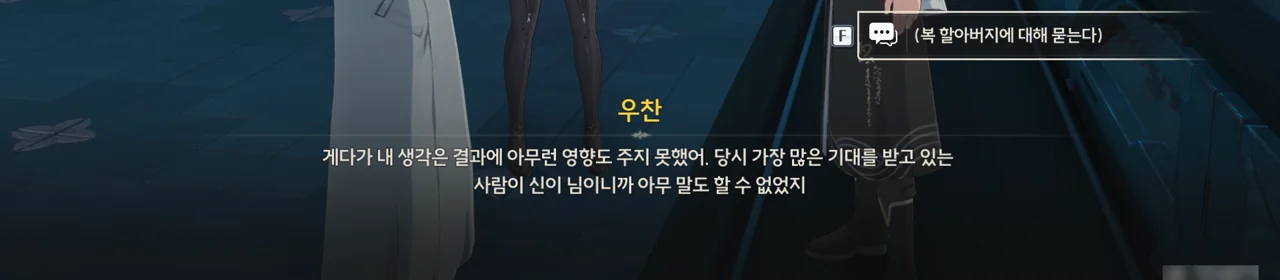 F (복 할아버지에 대해 묻는다)
우찬
게다가 내 생각은 결과에 아무런 영향도 주지 못했어. 당시 가장 많은 기대를 받고 있는
사람이 신이 님이니까 아무 말도 할 수 없었지